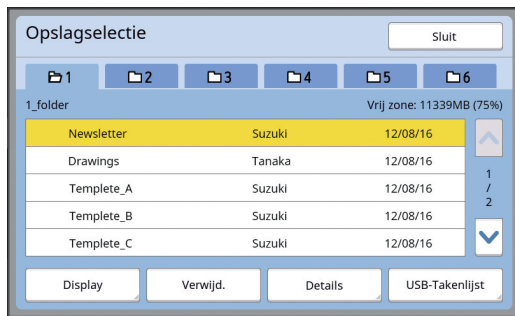 Opslagselectie
Sluit
1 2 3 4 5 6
1_folder Vrij zone: 11339MB (75%)
Newsletter Suzuki 12/08/16
Drawings Tanaka 12/08/16
Templete_A Suzuki 12/08/16
Templete_B Suzuki 12/08/16
Templete_C Suzuki 12/08/16
1
/
2
Display Verwijd. Details USB-Takenlijst